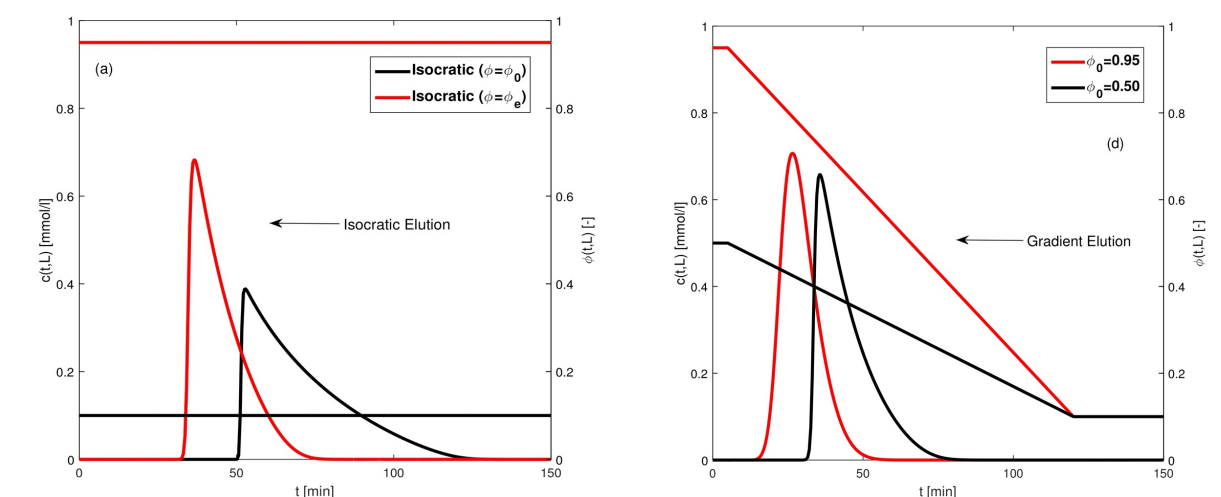 (a)
Isocratic (ϕ=ϕ0)
Isocratic (ϕ=ϕe)
Isocratic Elution
c(t,L) [mmol/l]
ϕ(t,L) [-]
1
0.8
0.6
0.4
0.2
0
1
0.8
0.6
0.4
0.2
0
0
50
100
150
t [min]
ϕ0=0.95
ϕ0=0.50
(d)
Gradient Elution
c(t,L) [mmol/l]
ϕ(t,L) [-]
1
0.8
0.6
0.4
0.2
0
1
0.8
0.6
0.4
0.2
0
0
50
100
150
t [min]